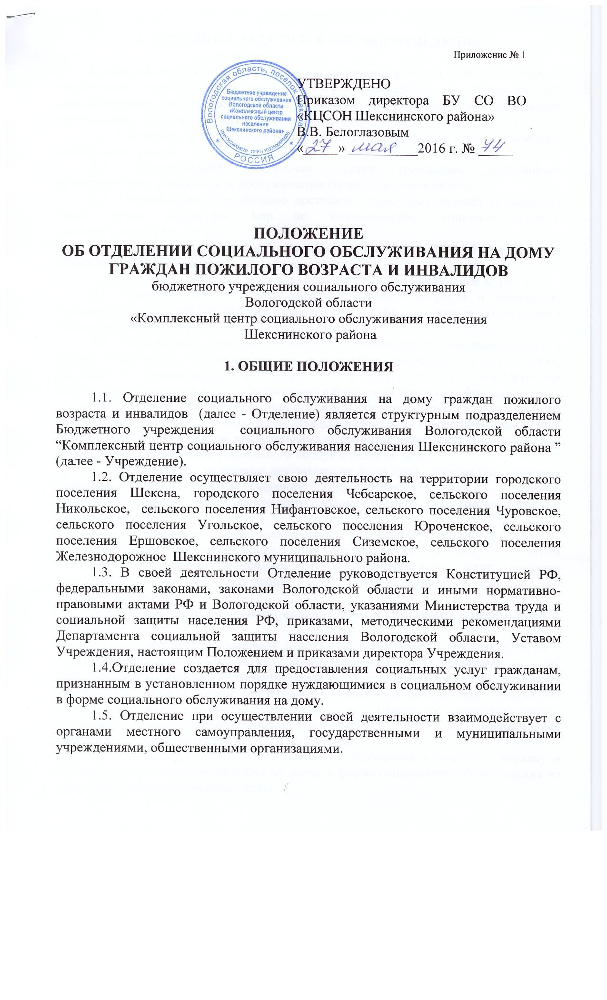 Приложение № 1
Вологодская область, поселок Шексна
Бюджетное учреждение
социального обслуживания
Вологодской области
«Комплексный центр
социального обслуживания
населения
Шекснинского района»
ИНН 3524009670 ОГРН 1033500885505
* РОССИЯ *
УТВЕРЖДЕНО
Приказом директора БУ СО ВО
«КЦСОН Шекснинского района»
В.В. Белоглазовым
«27» мая 2016 г. № 74
ПОЛОЖЕНИЕ
ОБ ОТДЕЛЕНИИ СОЦИАЛЬНОГО ОБСЛУЖИВАНИЯ НА ДОМУ
ГРАЖДАН ПОЖИЛОГО ВОЗРАСТА И ИНВАЛИДОВ
бюджетного учреждения социального обслуживания
Вологодской области
«Комплексный центр социального обслуживания населения
Шекснинского района
1. ОБЩИЕ ПОЛОЖЕНИЯ
1.1. Отделение социального обслуживания на дому граждан пожилого
возраста и инвалидов (далее - Отделение) является структурным подразделением
Бюджетного учреждения социального обслуживания Вологодской области
“Комплексный центр социального обслуживания населения Шекснинского района ”
(далее - Учреждение).
1.2. Отделение осуществляет свою деятельность на территории городского
поселения Шексна, городского поселения Чебсарское, сельского поселения
Никольское, сельского поселения Нифантовское, сельского поселения Чуровское,
сельского поселения Угольское, сельского поселения Юроченское, сельского
поселения Ершовское, сельского поселения Сиземское, сельского поселения
Железнодорожное Шекснинского муниципального района.
1.3. В своей деятельности Отделение руководствуется Конституцией РФ,
федеральными законами, законами Вологодской области и иными нормативно-
правовыми актами РФ и Вологодской области, указаниями Министерства труда и
социальной защиты населения РФ, приказами, методическими рекомендациями
Департамента социальной защиты населения Вологодской области, Уставом
Учреждения, настоящим Положением и приказами директора Учреждения.
1.4.Отделение создается для предоставления социальных услуг гражданам,
признанным в установленном порядке нуждающимися в социальном обслуживании
в форме социального обслуживания на дому.
1.5. Отделение при осуществлении своей деятельности взаимодействует с
органами местного самоуправления, государственными и муниципальными
учреждениями, общественными организациями.